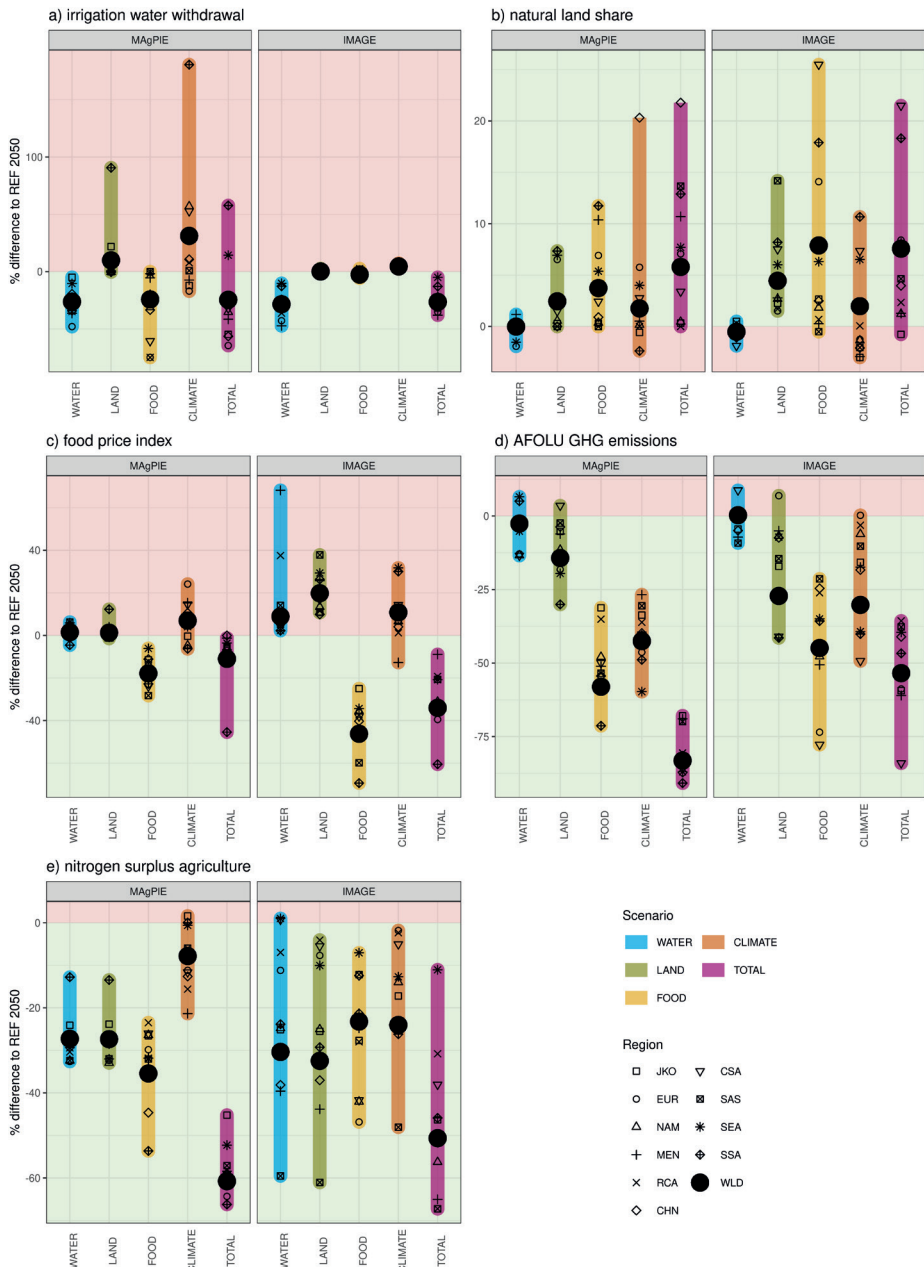 a) irrigation water withdrawal
MAgPIE IMAGE
% difference to REF 2050
100
0
WATER LAND FOOD CLIMATE TOTAL WATER LAND FOOD CLIMATE TOTAL
b) natural land share
MAgPIE IMAGE
20
10
0
WATER LAND FOOD CLIMATE TOTAL WATER LAND FOOD CLIMATE TOTAL
c) food price index
MAgPIE IMAGE
% difference to REF 2050
40
0
-40
WATER LAND FOOD CLIMATE TOTAL WATER LAND FOOD CLIMATE TOTAL
d) AFOLU GHG emissions
MAgPIE IMAGE
0
-25
-50
-75
WATER LAND FOOD CLIMATE TOTAL WATER LAND FOOD CLIMATE TOTAL
e) nitrogen surplus agriculture
MAgPIE IMAGE
% difference to REF 2050
0
-20
-40
-60
WATER LAND FOOD CLIMATE TOTAL WATER LAND FOOD CLIMATE TOTAL
Scenario
WATER CLIMATE
LAND TOTAL
FOOD
Region
JKO CSA
EUR SAS
NAM SEA
MEN SSA
RCA WLD
CHN